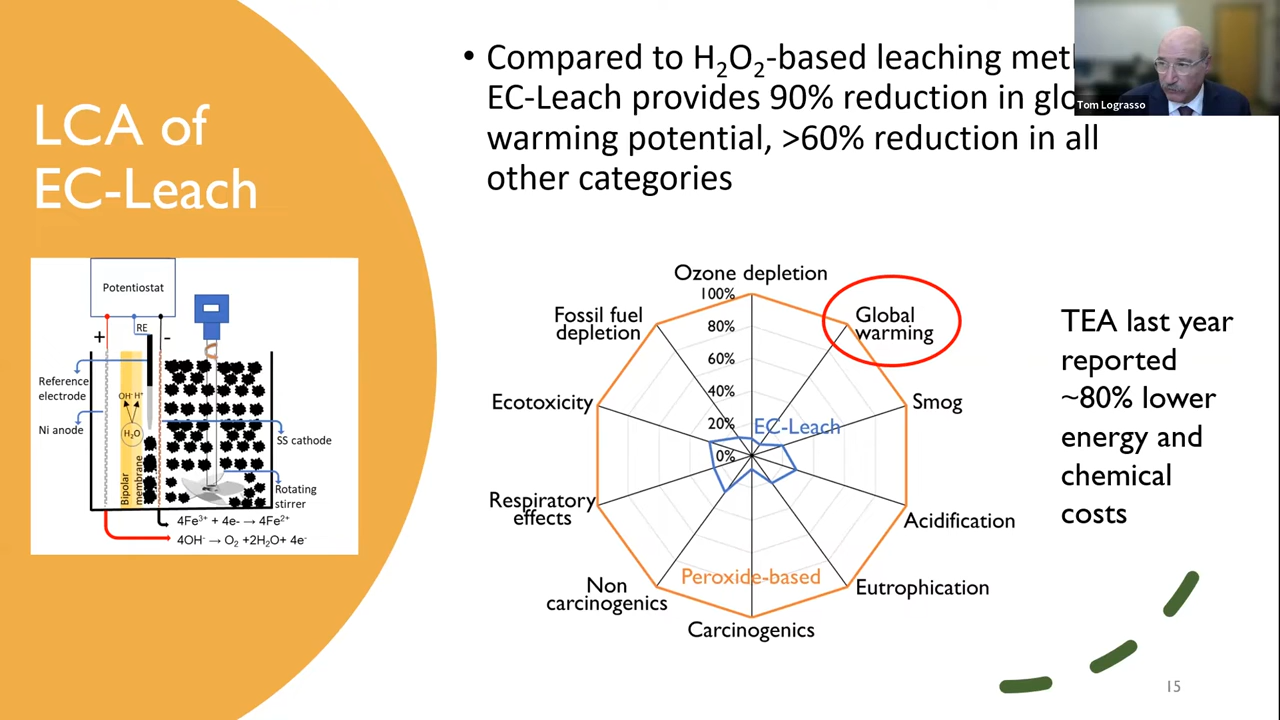 LCA of
EC-Leach
• Compared to H₂O₂-based leaching
EC-Leach provides 90% reduction in
warming potential, >60% reduction in all
other categories
Tom Lograsso
Potentiostat
RE
+
-
Reference
electrode
Ni anode
OH⁻ H⁺
H₂O
Bipolar
membrane
SS cathode
Rotating
stirrer
4Fe³⁺ + 4e- → 4Fe²⁺
4OH⁻ → O₂ +2H₂O+ 4e⁻
Ozone depletion
100%
80%
60%
40%
20%
0%
Global
warming
Smog
Acidification
Eutrophication
Carcinogenics
Non
carcinogenics
Respiratory
effects
Ecotoxicity
Fossil fuel
depletion
EC-Leach
Peroxide-based
TEA last year
reported
~80% lower
energy and
chemical
costs
15